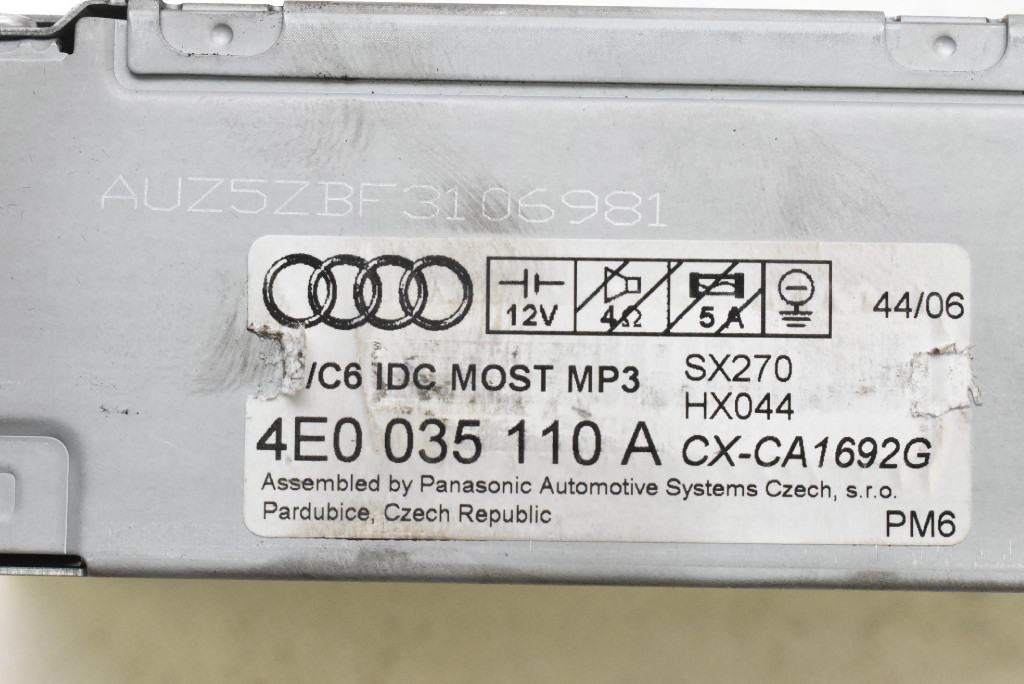 AUZ5ZBF3106981
12V 4Ω 5A 44/06
/C6 IDC MOST MP3 SX270
HX044
4E0 035 110 A CX-CA1692G
Assembled by Panasonic Automotive Systems Czech, s.r.o.
Pardubice, Czech Republic
PM6